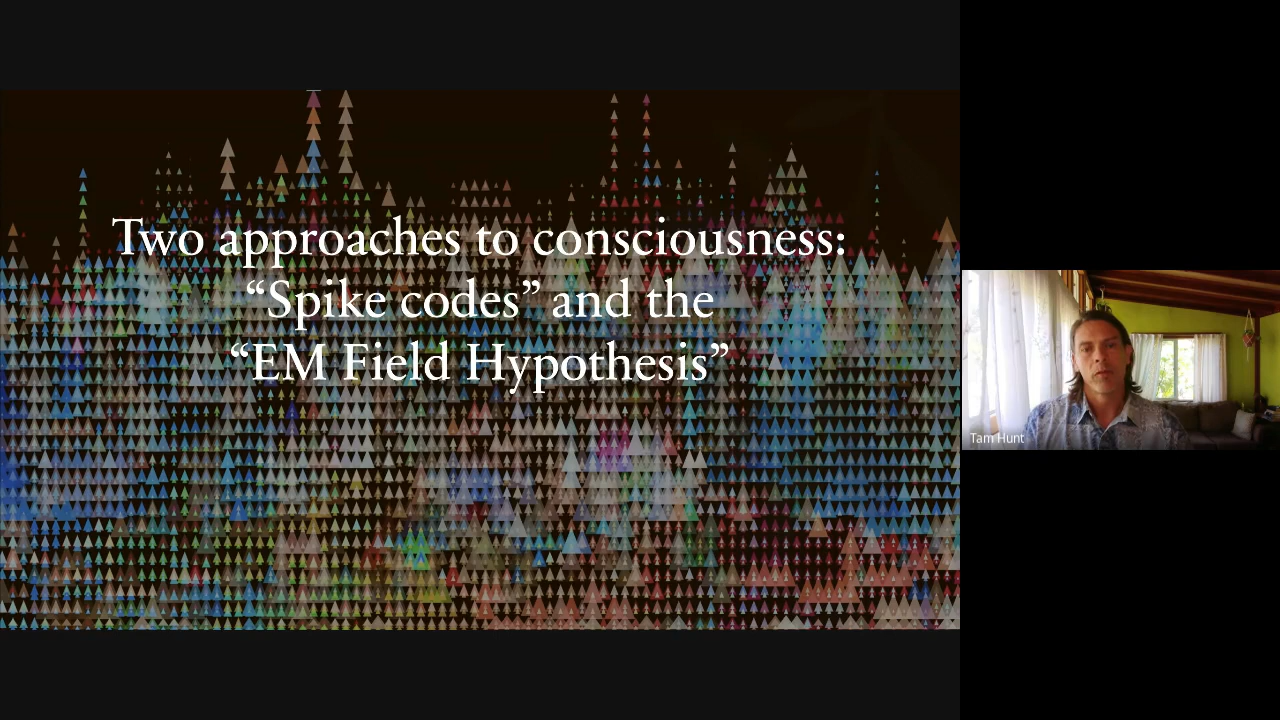 Two approaches to consciousness:
“Spike codes” and the
“EM Field Hypothesis”
Tam Hunt